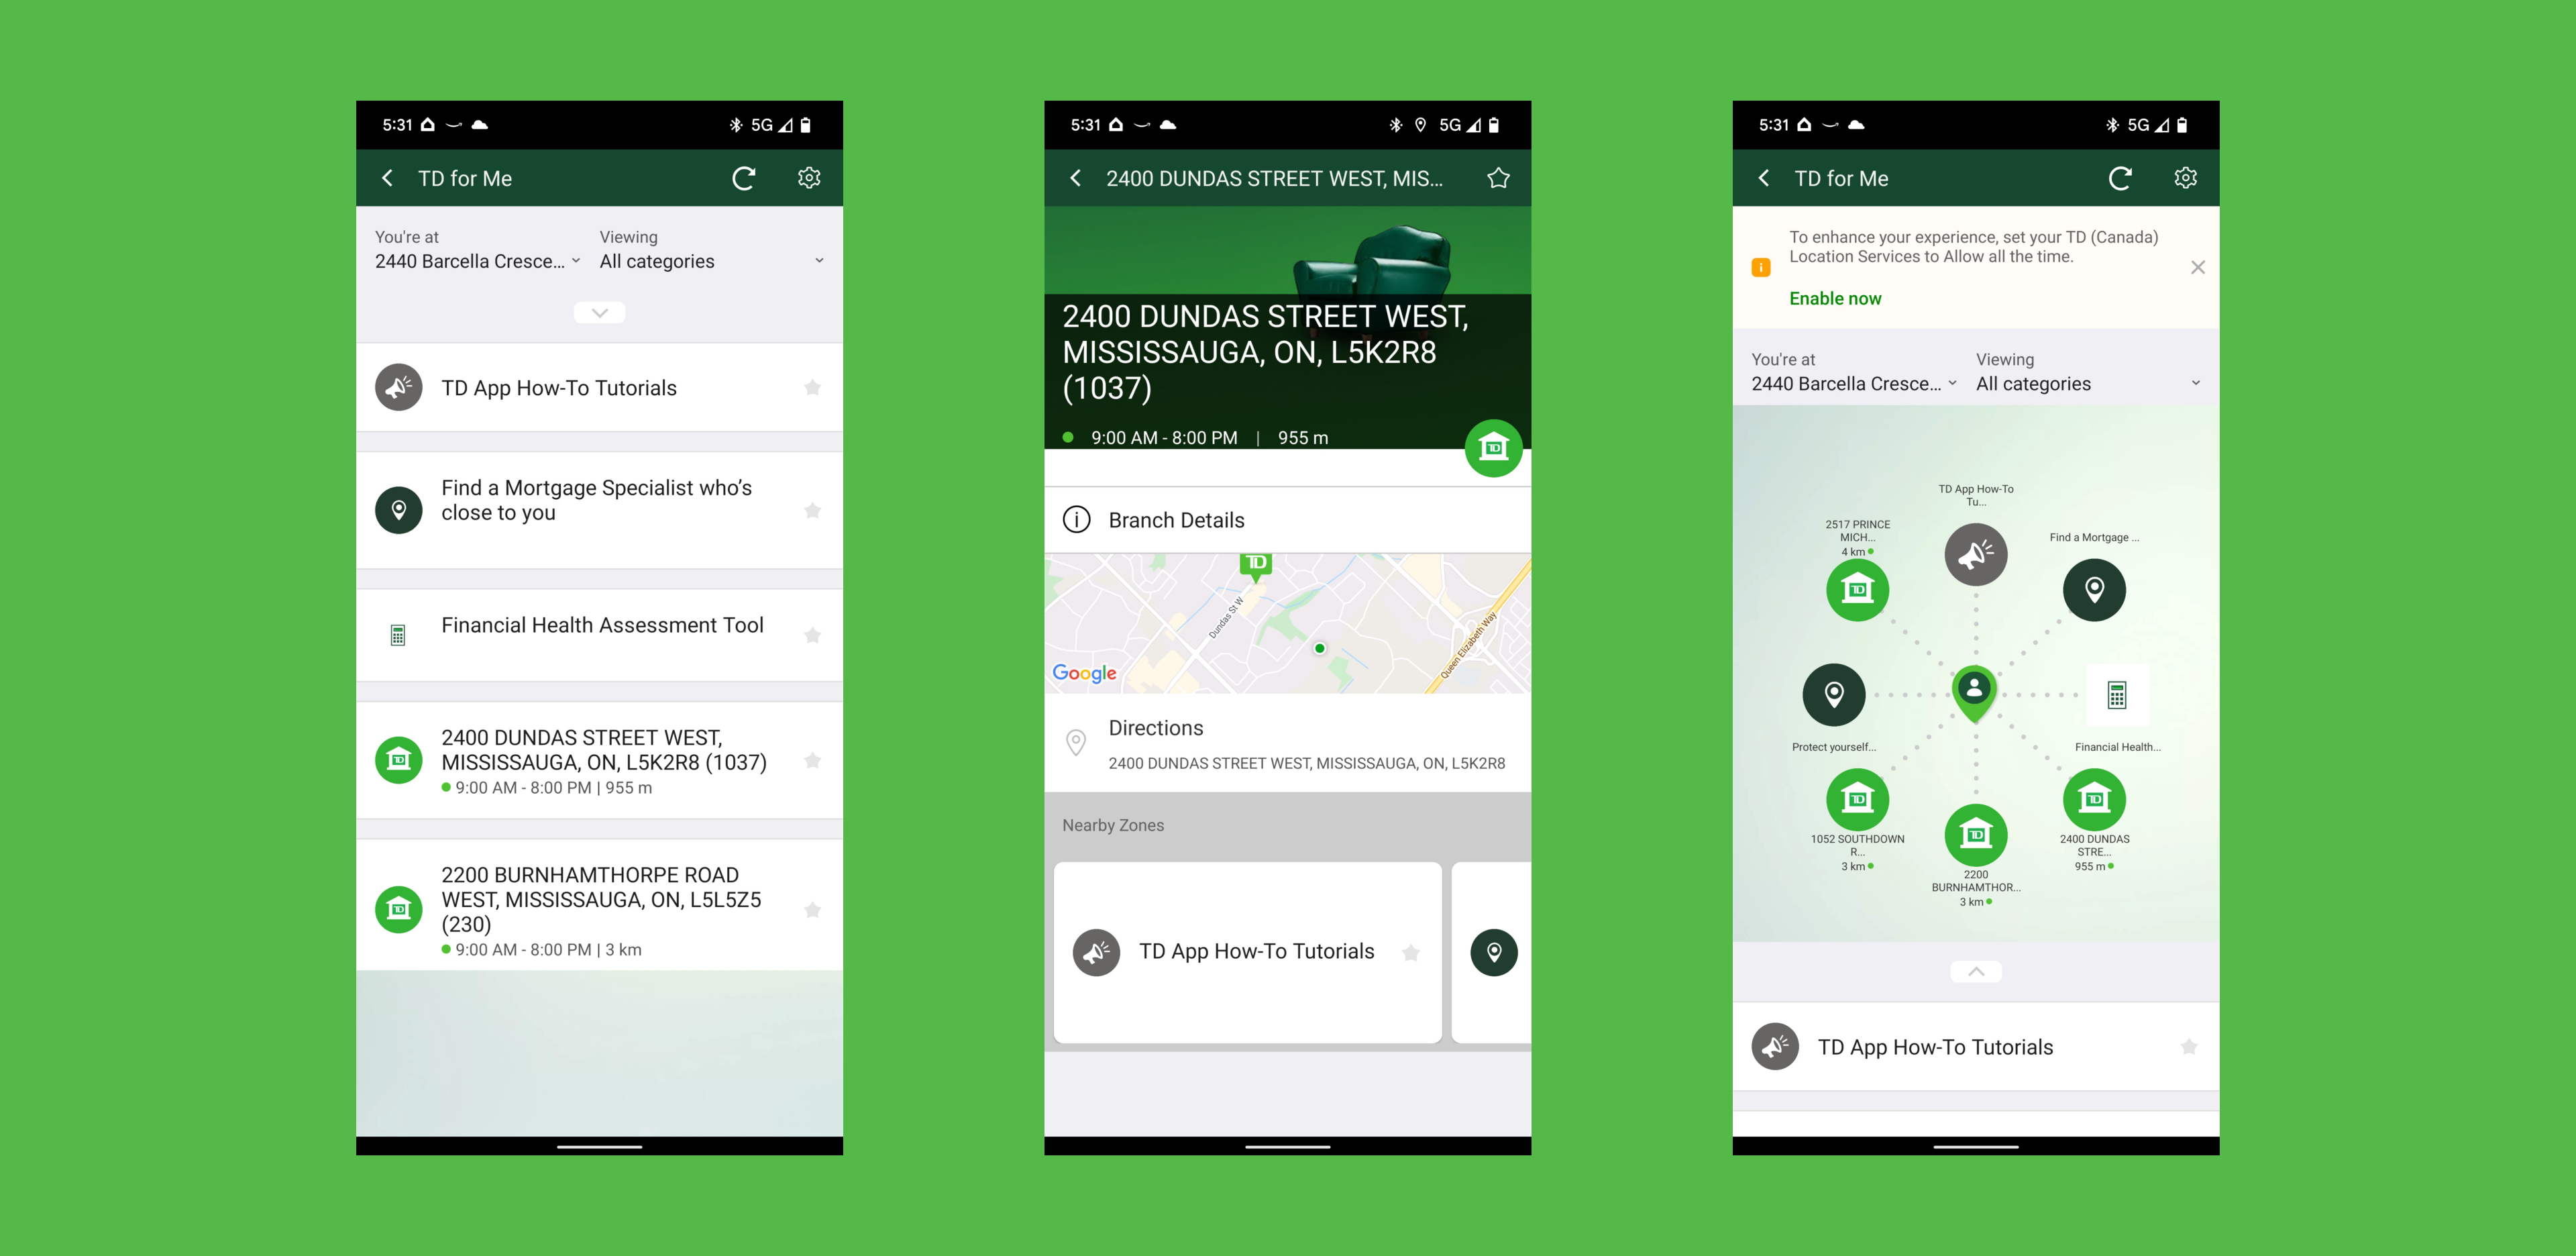 5:31
5G
TD for Me
You're at
Viewing
2440 Barcella Cresce...
All categories
TD App How-To Tutorials
Find a Mortgage Specialist who's
close to you
Financial Health Assessment Tool
TD
2400 DUNDAS STREET WEST,
MISSISSAUGA, ON, L5K2R8 (1037)
9:00 AM - 8:00 PM | 955 m
TD
2200 BURNHAMTHORPE ROAD
WEST, MISSISSAUGA, ON, L5L5Z5
(230)
9:00 AM - 8:00 PM | 3 km
5:31
5G
2400 DUNDAS STREET WEST, MIS...
2400 DUNDAS STREET WEST,
MISSISSAUGA, ON, L5K2R8
(1037)
9:00 AM - 8:00 PM | 955 m
TD
Branch Details
TD
Dundas St W
Queen Elizabeth Way
Google
Directions
2400 DUNDAS STREET WEST, MISSISSAUGA, ON, L5K2R8
Nearby Zones
TD App How-To Tutorials
5:31
5G
TD for Me
To enhance your experience, set your TD (Canada)
Location Services to Allow all the time.
Enable now
You're at
Viewing
2440 Barcella Cresce...
All categories
TD App How-To
Tu...
2517 PRINCE
MICH...
4 km
TD
Find a Mortgage ...
Protect yourself...
Financial Health...
TD
1052 SOUTHDOWN
R...
3 km
TD
2200
BURNHAMTHOR...
3 km
TD
2400 DUNDAS
STRE...
955 m
TD App How-To Tutorials